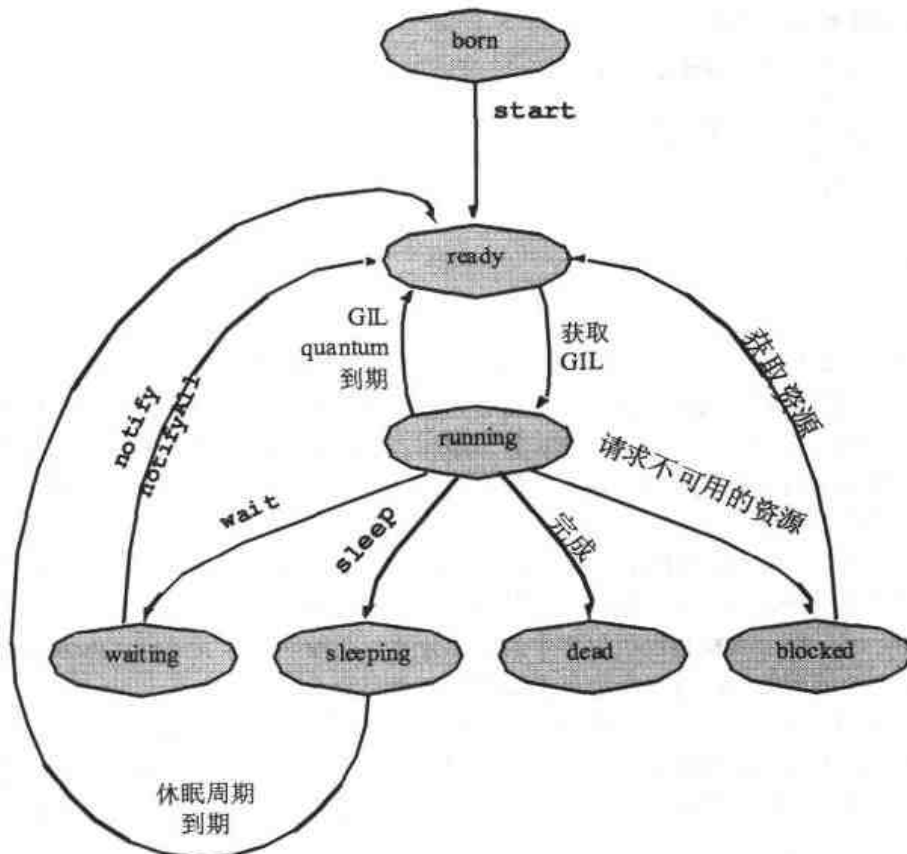 born
start
ready
GIL
quantum
到期
获取
GIL
获取资源
running
notify
notifyAll
请求不可用的资源
wait
sleep
完成
waiting
sleeping
dead
blocked
休眠周期
到期